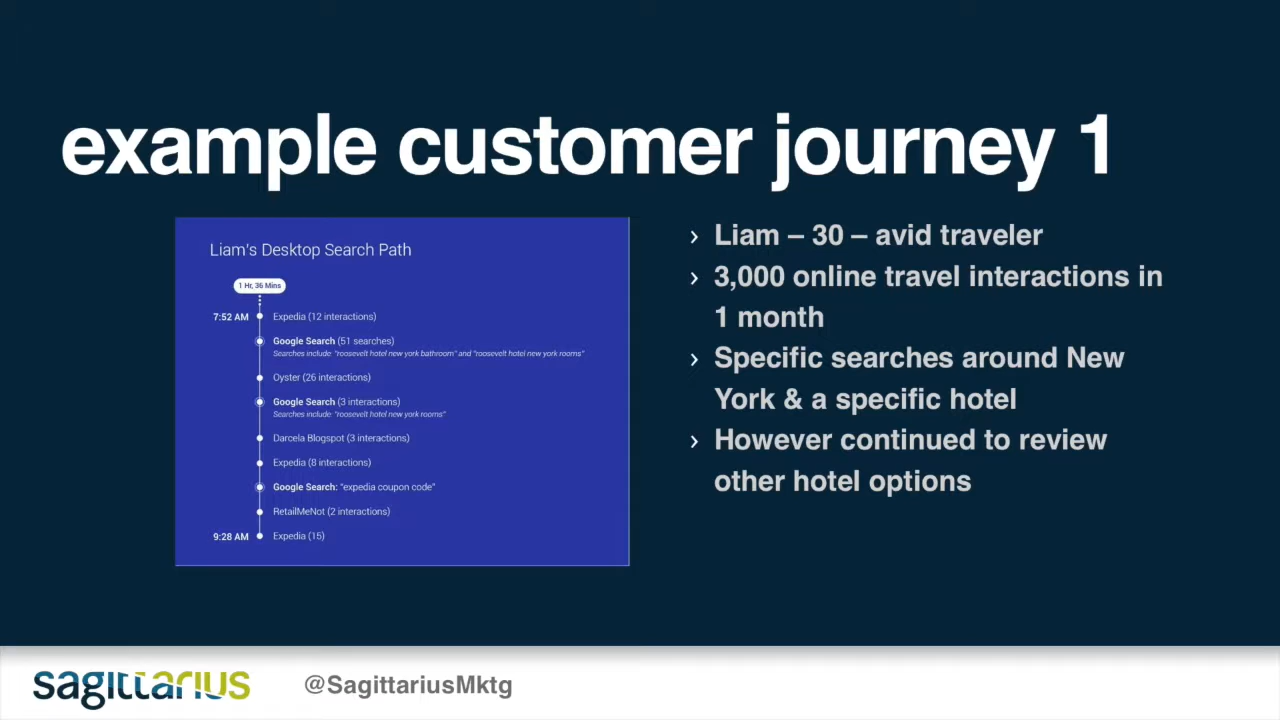 example customer journey 1
Liam's Desktop Search Path
1 Hr, 36 Mins
7:52 AM Expedia (12 interactions)
Google Search (51 searches)
Searches include: "roosevelt hotel new york bathroom" and "roosevelt hotel new york rooms"
Oyster (26 interactions)
Google Search (3 interactions)
Searches include: "roosevelt hotel new york rooms"
Darcela Blogspot (3 interactions)
Expedia (8 interactions)
Google Search: "expedia coupon code"
RetailMeNot (2 interactions)
9:28 AM Expedia (15)
› Liam – 30 – avid traveler
› 3,000 online travel interactions in
1 month
› Specific searches around New
York & a specific hotel
› However continued to review
other hotel options
sagittarius
@SagittariusMktg